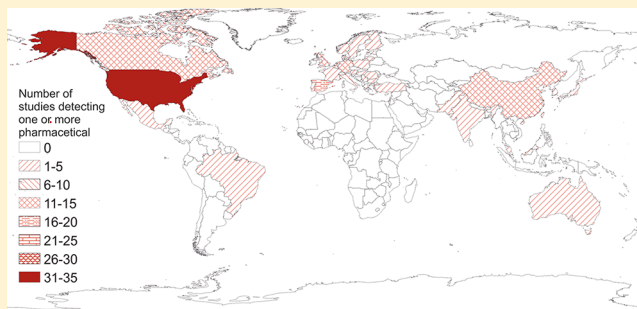 Number of
studies detecting
one or more
pharmacetical
0
1-5
6-10
11-15
16-20
21-25
26-30
31-35